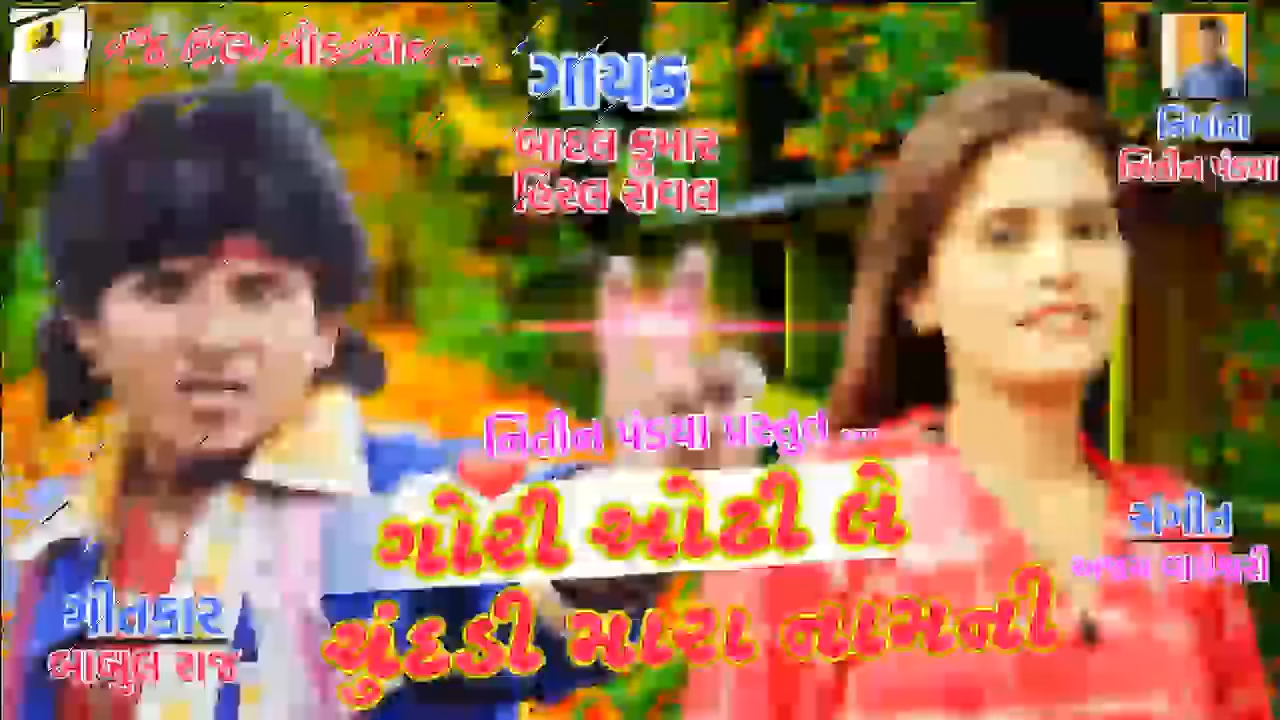 ગાયક
બાદલ કુમાર
હિરલ રાવલ
નિર્માતા
નિતીન પંડયા
નિતીન પંડયા પ્રસ્તુત ....
ગોરી ઓઢી લે
ચુંદડી મારા નામની
સંગીત
ગીતકાર
બાબુલ રાજ